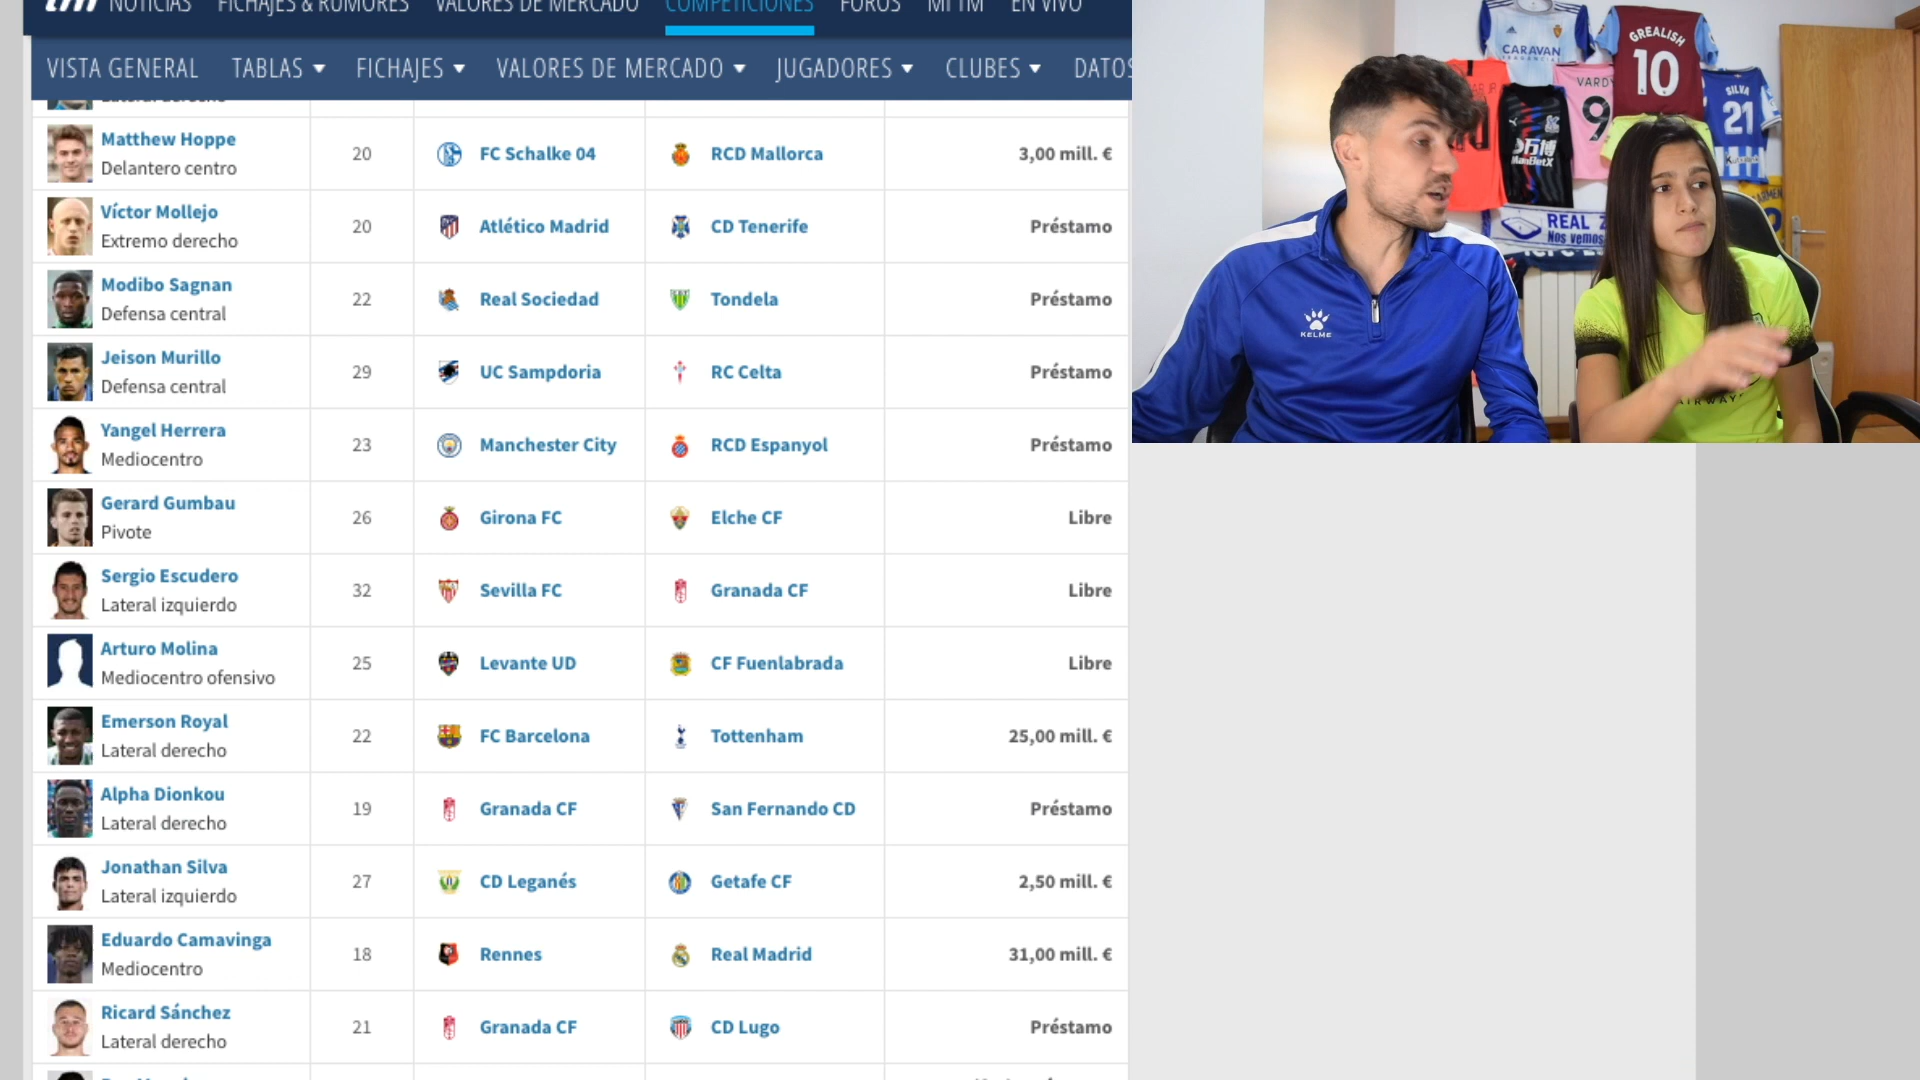 NOTICIAS FICHAJES & RUMORES VALORES DE MERCADO COMPETICIONES FOROS MI TM EN VIVO
VISTA GENERAL TABLAS FICHAJES VALORES DE MERCADO JUGADORES CLUBES DATOS
Matthew Hoppe
Delantero centro
20 FC Schalke 04 RCD Mallorca 3,00 mill. €
Víctor Mollejo
Extremo derecho
20 Atlético Madrid CD Tenerife Préstamo
Modibo Sagnan
Defensa central
22 Real Sociedad Tondela Préstamo
Jeison Murillo
Defensa central
29 UC Sampdoria RC Celta Préstamo
Yangel Herrera
Mediocentro
23 Manchester City RCD Espanyol Préstamo
Gerard Gumbau
Pivote
26 Girona FC Elche CF Libre
Sergio Escudero
Lateral izquierdo
32 Sevilla FC Granada CF Libre
Arturo Molina
Mediocentro ofensivo
25 Levante UD CF Fuenlabrada Libre
Emerson Royal
Lateral derecho
22 FC Barcelona Tottenham 25,00 mill. €
Alpha Dionkou
Lateral derecho
19 Granada CF San Fernando CD Préstamo
Jonathan Silva
Lateral izquierdo
27 CD Leganés Getafe CF 2,50 mill. €
Eduardo Camavinga
Mediocentro
18 Rennes Real Madrid 31,00 mill. €
Ricard Sánchez
Lateral derecho
21 Granada CF CD Lugo Préstamo
CARAVAN
GREALISH
10
VARDY
9
SILVA
21
万博
ManBetX
REAL Z
Nos vemos
KELME